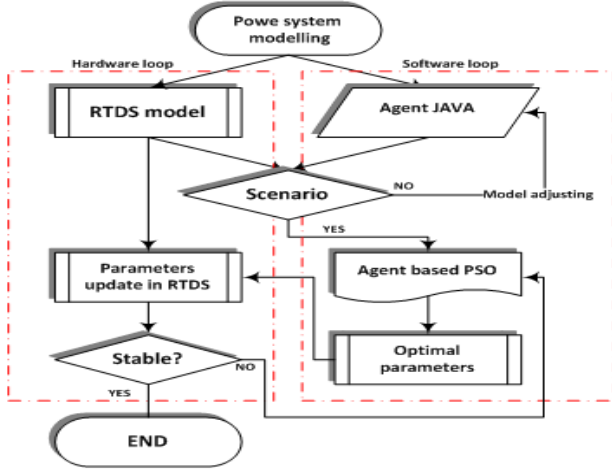 Powe system
modelling
Hardware loop
Software loop
RTDS model
Agent JAVA
Scenario
NO
Model adjusting
YES
Parameters
update in RTDS
Agent based PSO
Stable?
NO
Optimal
parameters
YES
END